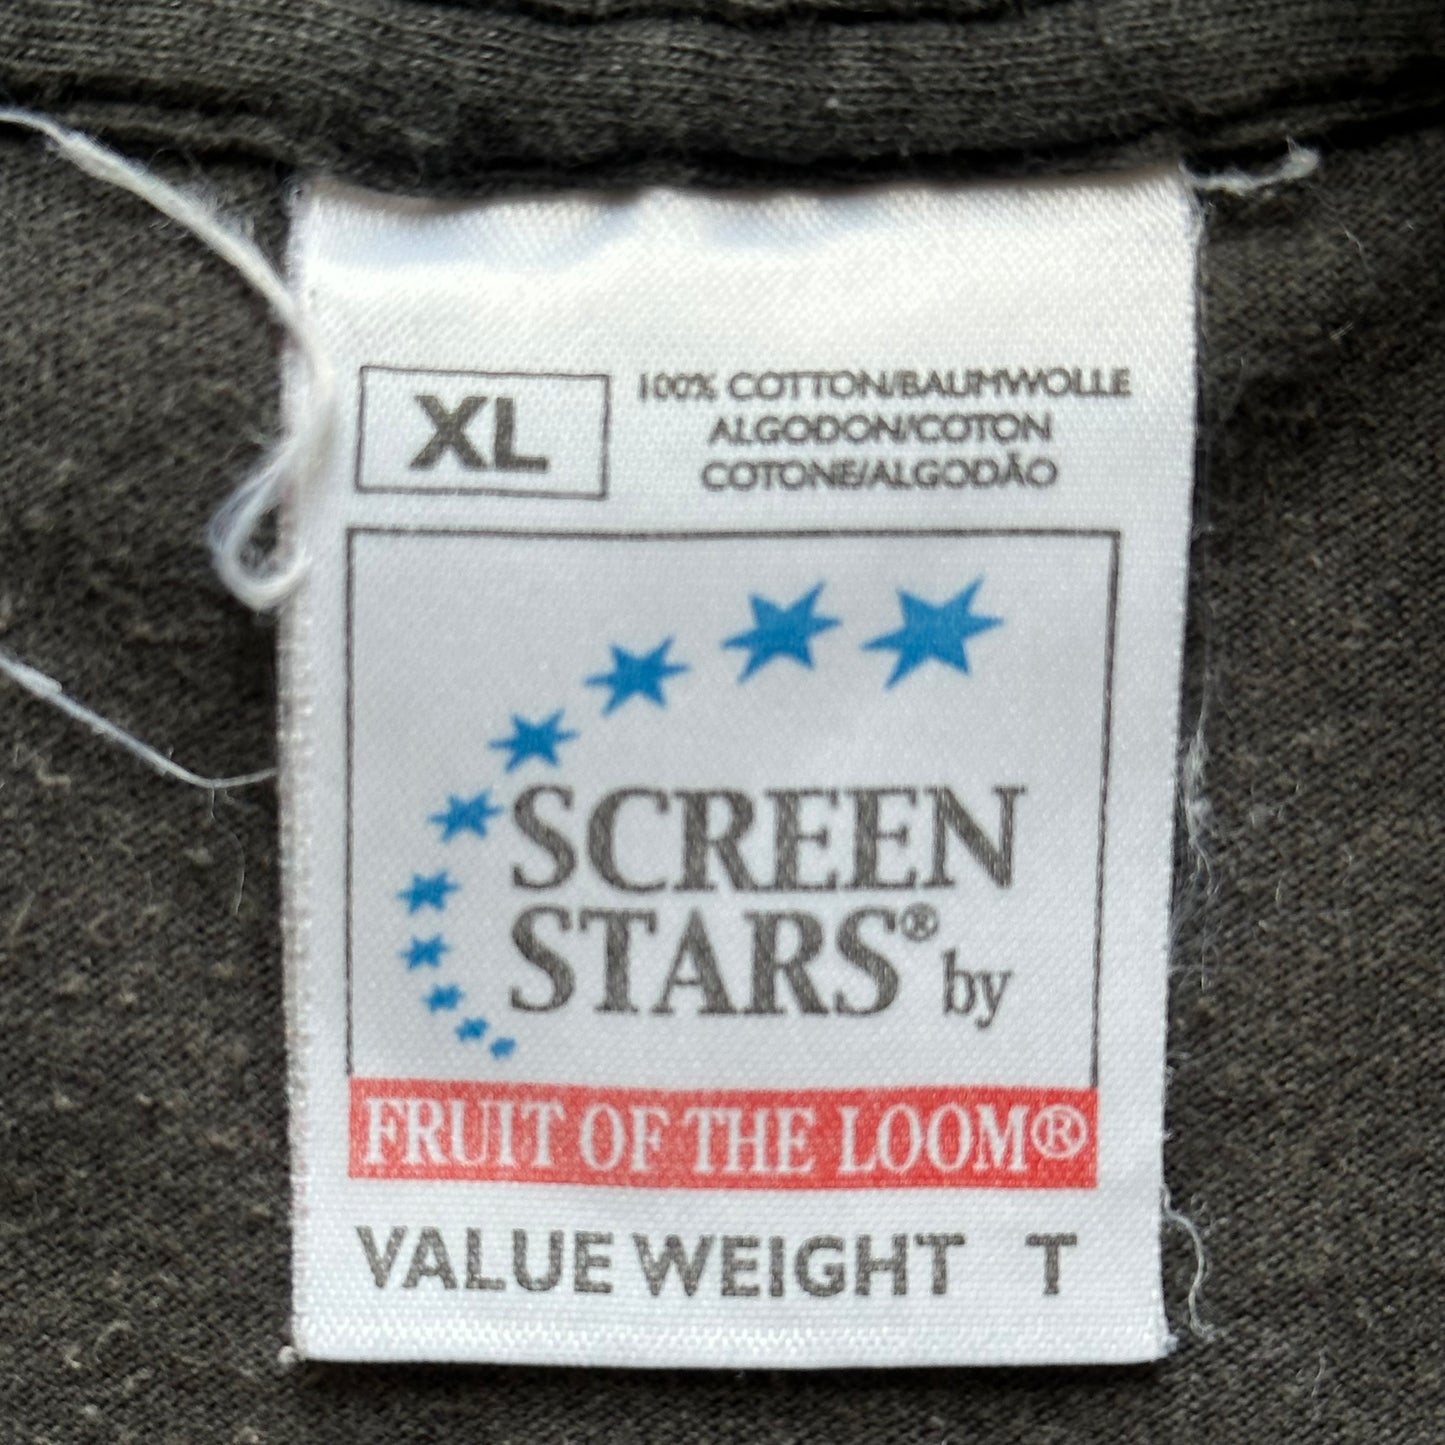 XL
100% COTTON/BAUMWOLLE
ALGODON/COTON
COTONE/ALGODÃO
SCREEN
STARS® by
FRUIT OF THE LOOM®
VALUE WEIGHT T